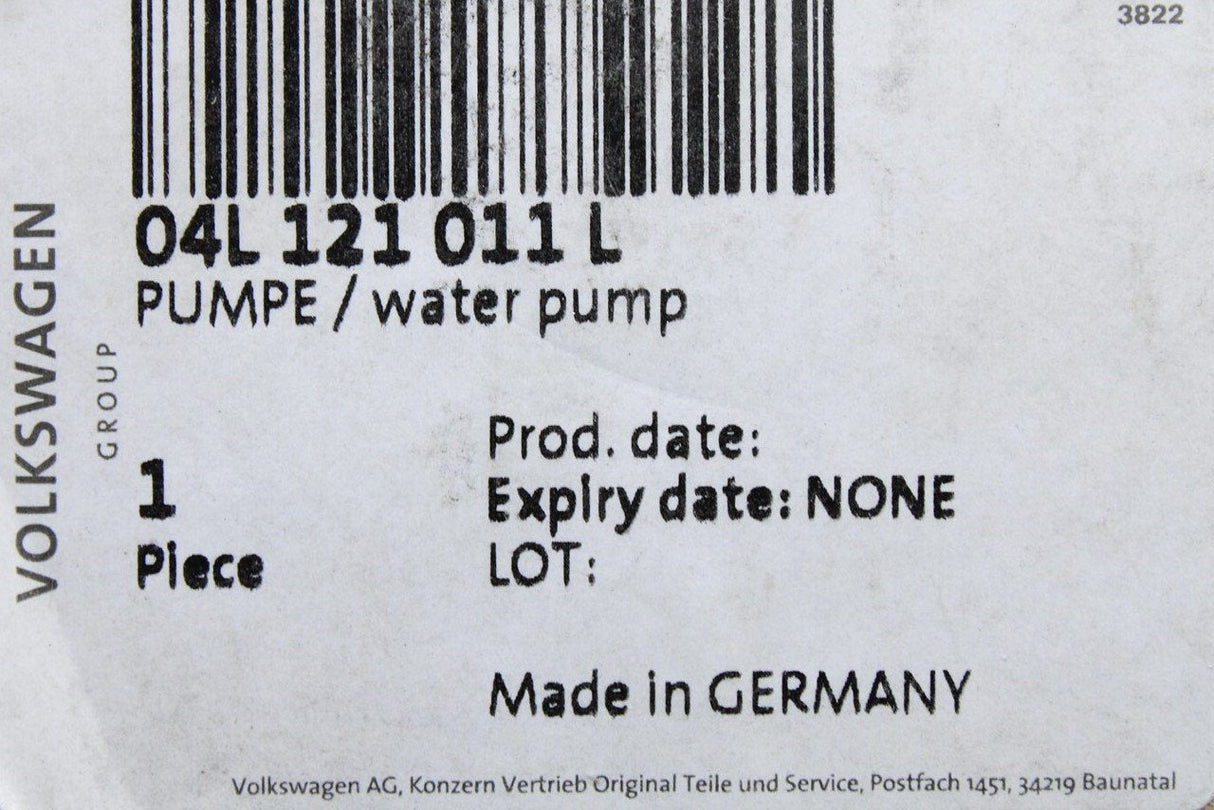 3822
04L 121 011 L
PUMPE / water pump
VOLKSWAGEN
GROUP
1
Piece
Prod. date:
Expiry date: NONE
LOT:
Made in GERMANY
Volkswagen AG, Konzern Vertrieb Original Teile und Service, Postfach 1451, 34219 Baunatal